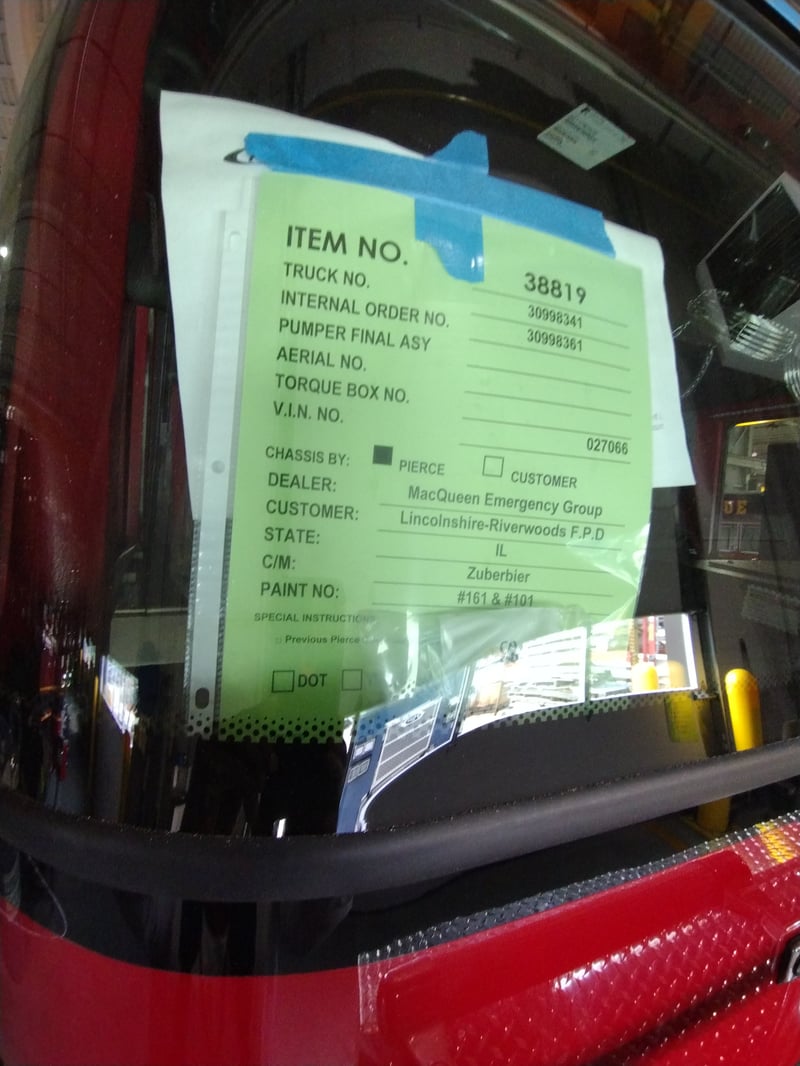 ITEM NO. 38819
TRUCK NO. 30998341
INTERNAL ORDER NO. 30998361
PUMPER FINAL ASY
AERIAL NO.
TORQUE BOX NO.
V.I.N. NO. 027066
CHASSIS BY: PIERCE CUSTOMER
DEALER: MacQueen Emergency Group
CUSTOMER: Lincolnshire-Riverwoods F.P.D
STATE: IL
C/M: Zuberbier
PAINT NO: #161 & #101
SPECIAL INSTRUCTIONS
Previous Pierce
DOT